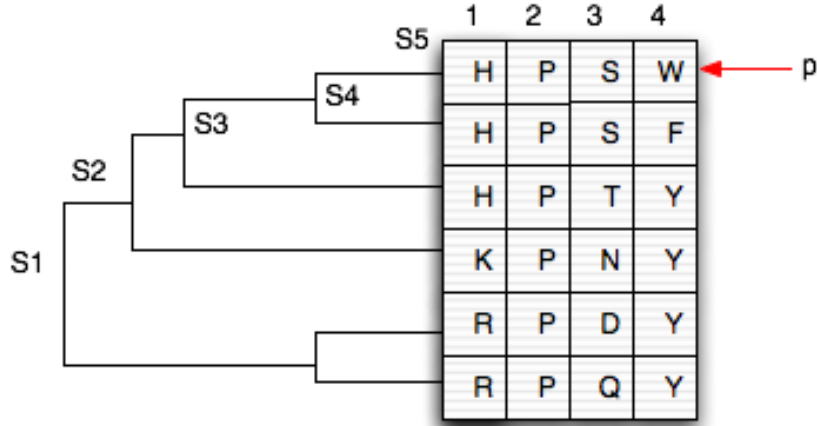 1 2 3 4
S5
H P S W
p
S4
S3
H P S F
S2
H P T Y
S1
K P N Y
R P D Y
R P Q Y